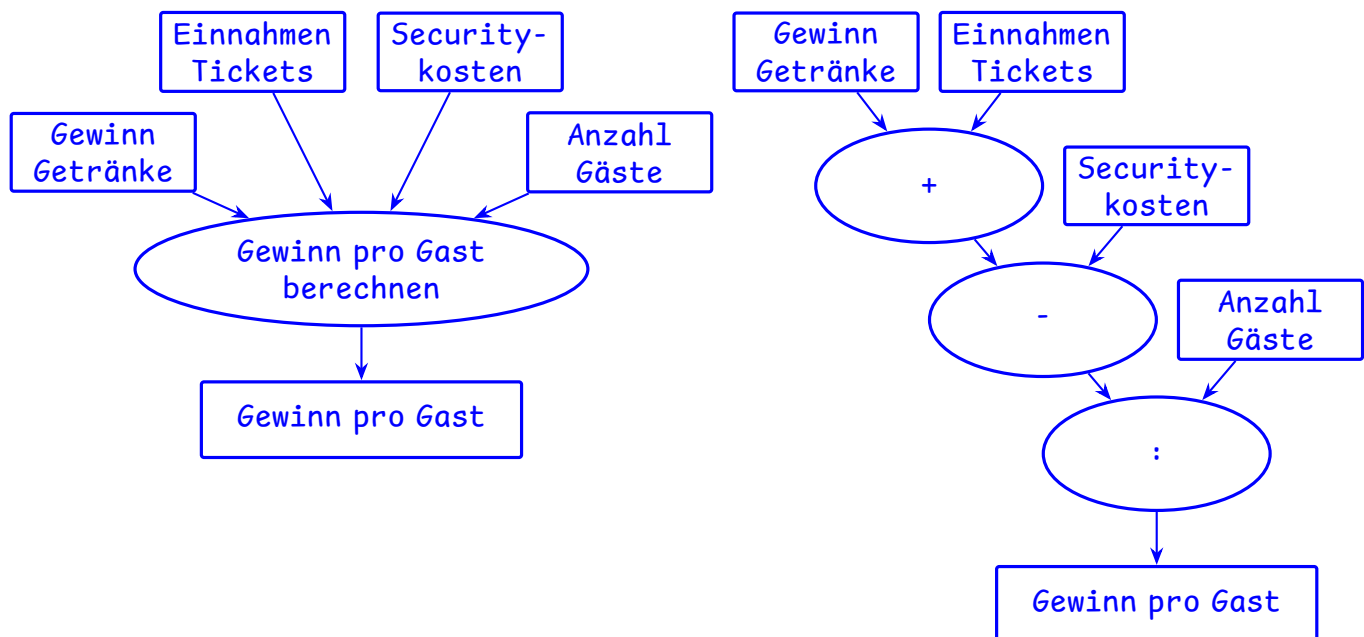 Einnahmen
Tickets
Security-
kosten
Gewinn
Getränke
Anzahl
Gäste
Gewinn pro Gast
berechnen
Gewinn pro Gast
Gewinn
Getränke
Einnahmen
Tickets
+
Security-
kosten
-
Anzahl
Gäste
:
Gewinn pro Gast